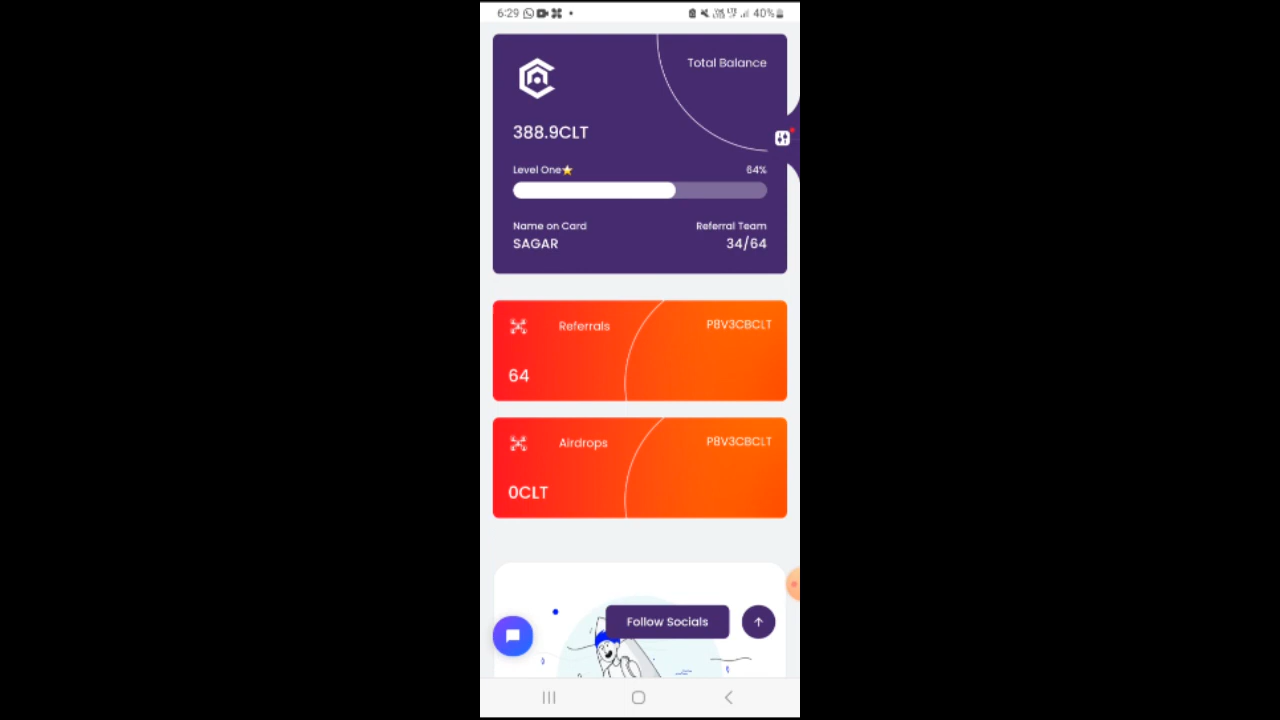 6:29
40%
Total Balance
388.9CLT
Level One 64%
Name on Card Referral Team
SAGAR 34/64
Referrals P8V3CBCLT
64
Airdrops P8V3CBCLT
0CLT
Follow Socials